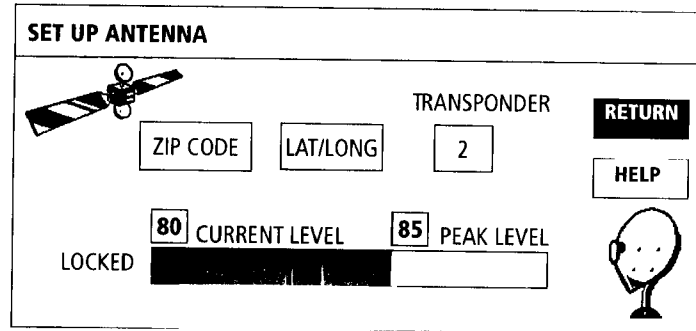 SET UP ANTENNA
TRANSPONDER
RETURN
ZIP CODE LAT/LONG 2
HELP
80 CURRENT LEVEL 85 PEAK LEVEL
LOCKED